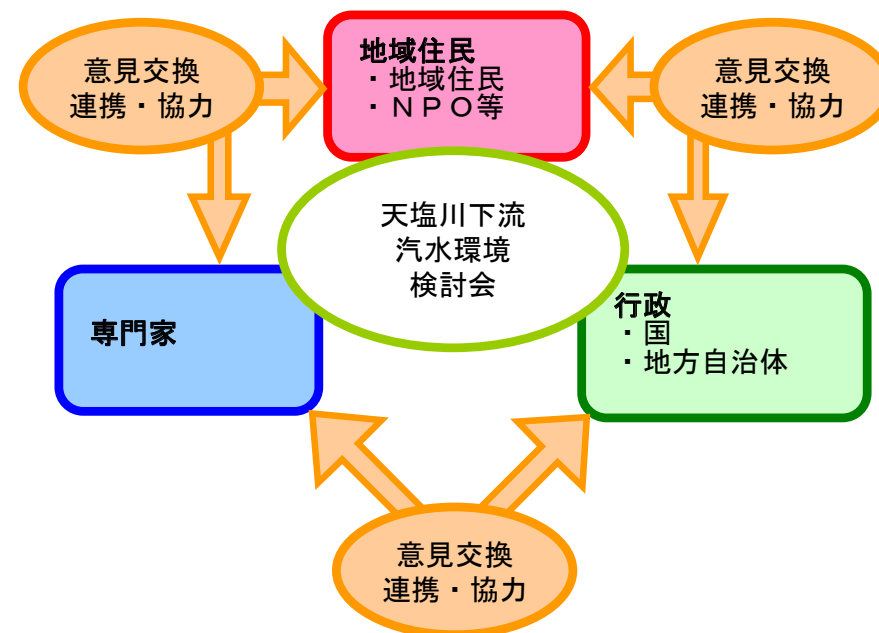 意見交換
連携・協力
地域住民
・地域住民
・ＮＰＯ等
意見交換
連携・協力
天塩川下流
汽水環境
検討会
専門家
行政
・国
・地方自治体
意見交換
連携・協力